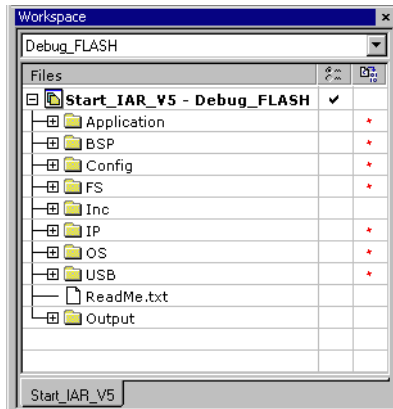 Workspace
Debug_FLASH
Files
Start_IAR_V5 - Debug_FLASH
Application
BSP
Config
FS
Inc
IP
OS
USB
ReadMe.txt
Output
Start_IAR_V5